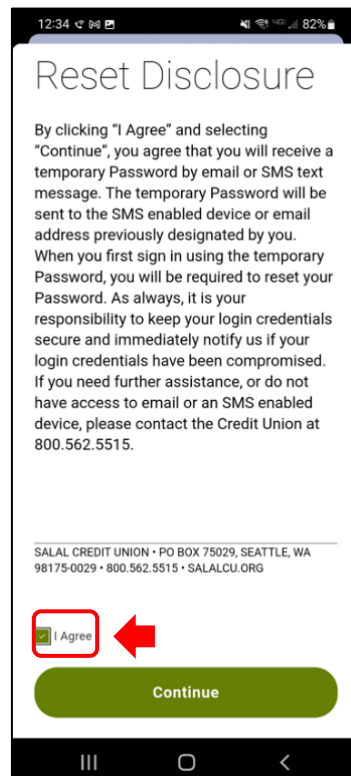 12:34 82%
Reset Disclosure
By clicking “I Agree” and selecting
“Continue”, you agree that you will receive a
temporary Password by email or SMS text
message. The temporary Password will be
sent to the SMS enabled device or email
address previously designated by you.
When you first sign in using the temporary
Password, you will be required to reset your
Password. As always, it is your
responsibility to keep your login credentials
secure and immediately notify us if your
login credentials have been compromised.
If you need further assistance, or do not
have access to email or an SMS enabled
device, please contact the Credit Union at
800.562.5515.
SALAL CREDIT UNION • PO BOX 75029, SEATTLE, WA
98175-0029 • 800.562.5515 • SALALCU.ORG
I Agree
Continue